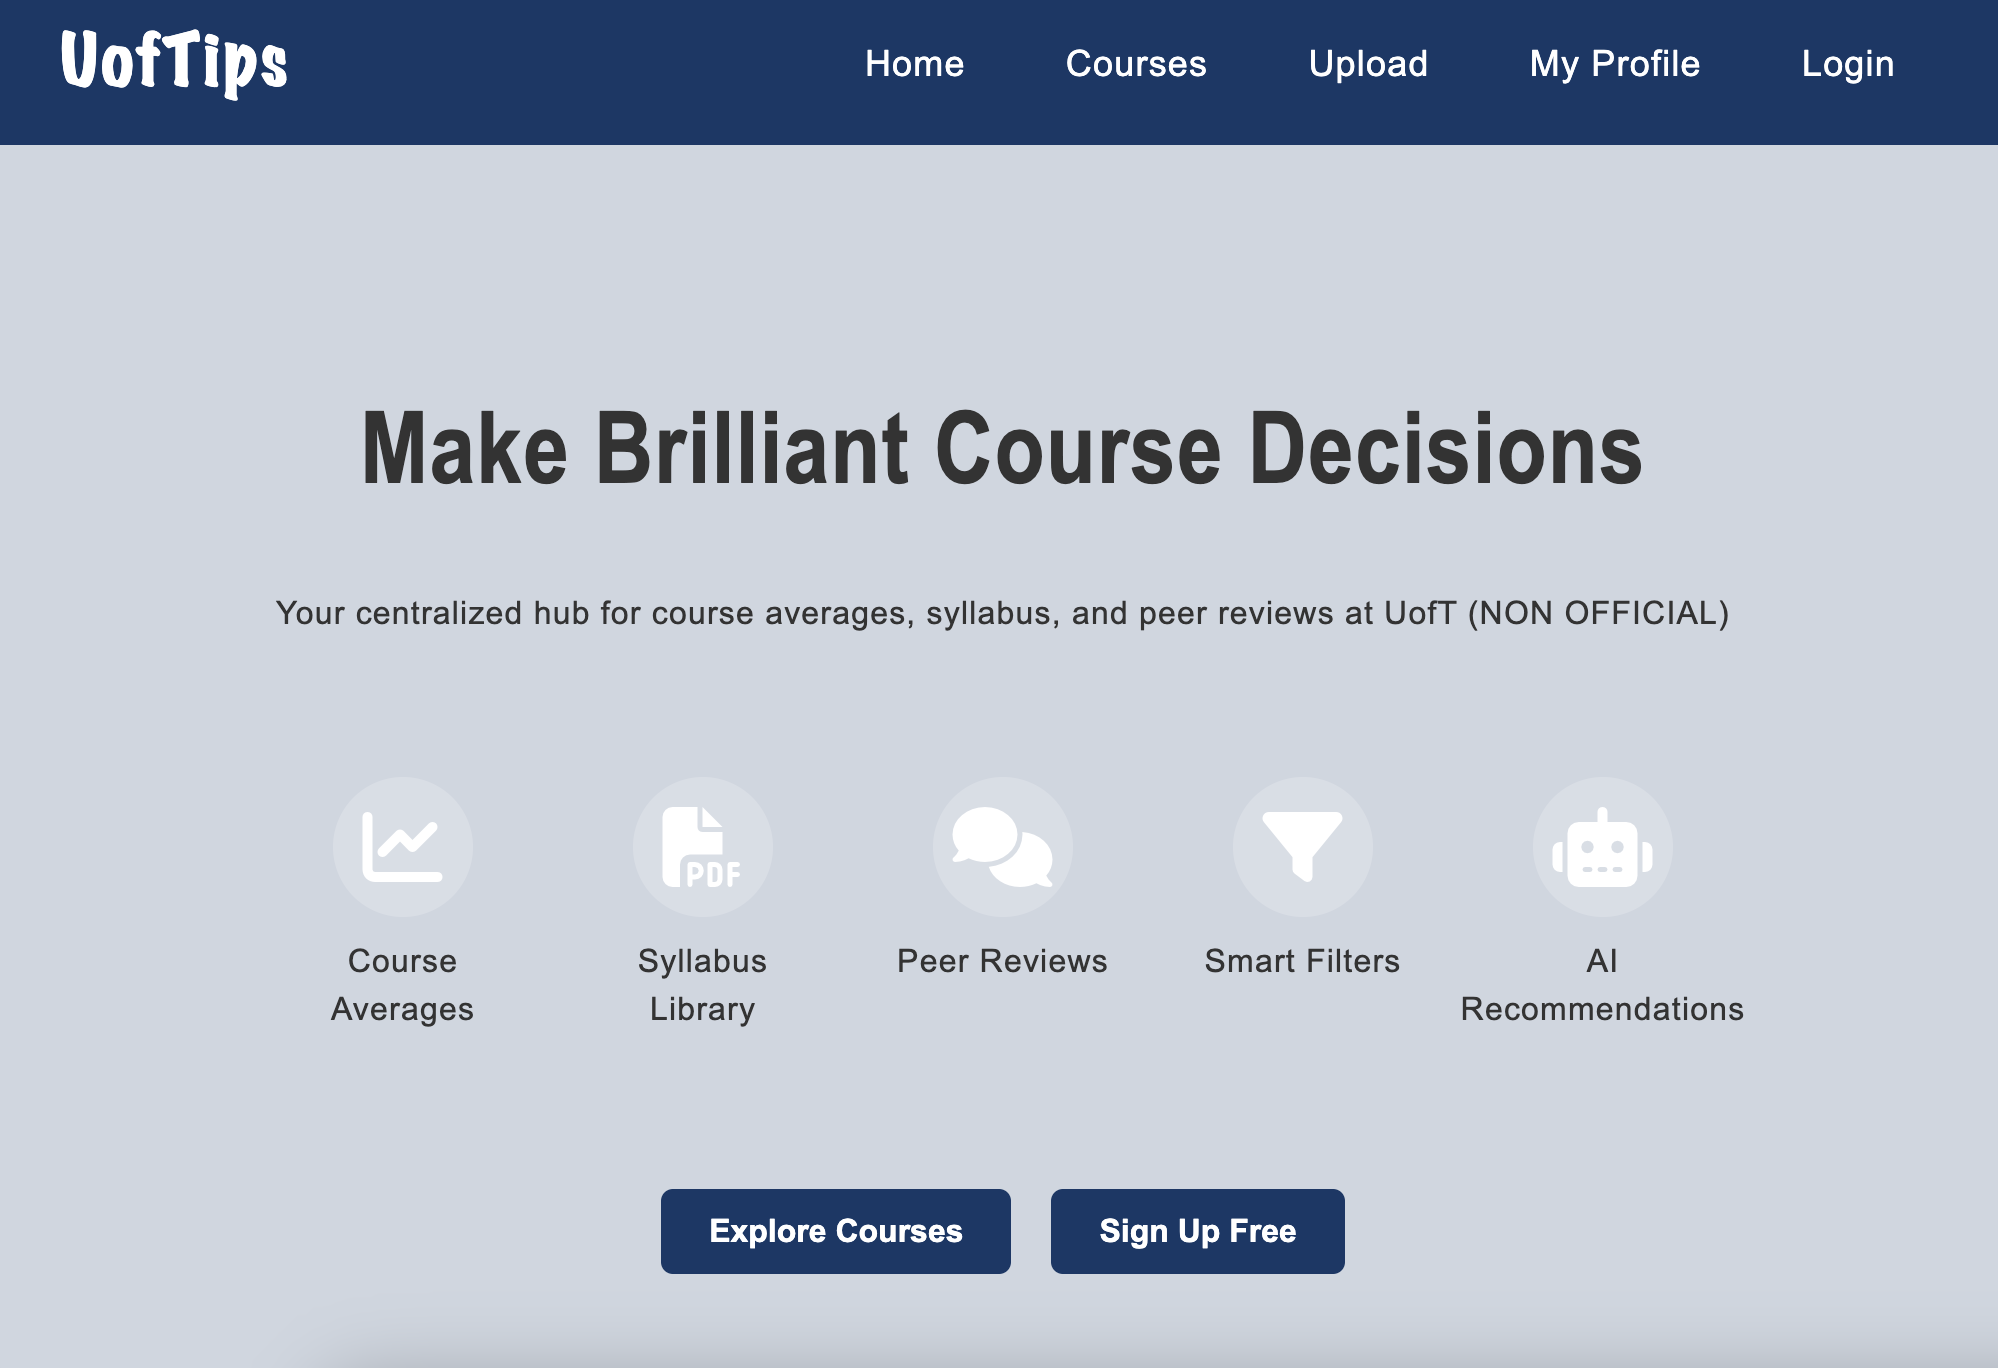 UofTips
Home Courses Upload My Profile Login
Make Brilliant Course Decisions
Your centralized hub for course averages, syllabus, and peer reviews at UofT (NON OFFICIAL)
PDF
Course
Averages
Syllabus
Library
Peer Reviews
Smart Filters
AI
Recommendations
Explore Courses
Sign Up Free